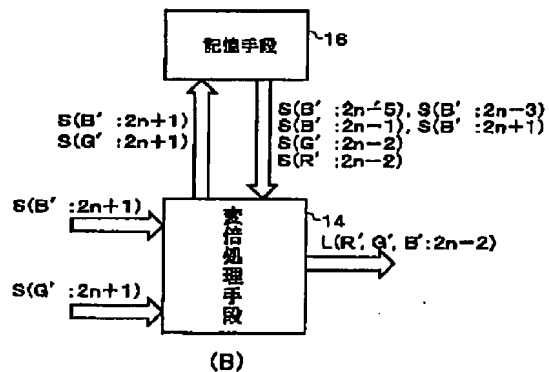 記憶手段
16
S(B′:2n+1)
S(G′:2n+1)
S(B′:2n-5), S(B′:2n-3)
S(B′:2n-1), S(B′:2n+1)
S(G′:2n-2)
S(R′:2n-2)
S(B′:2n+1)
S(G′:2n+1)
変倍処理手段
14
L(R′,G′,B′:2n-2)
(B)